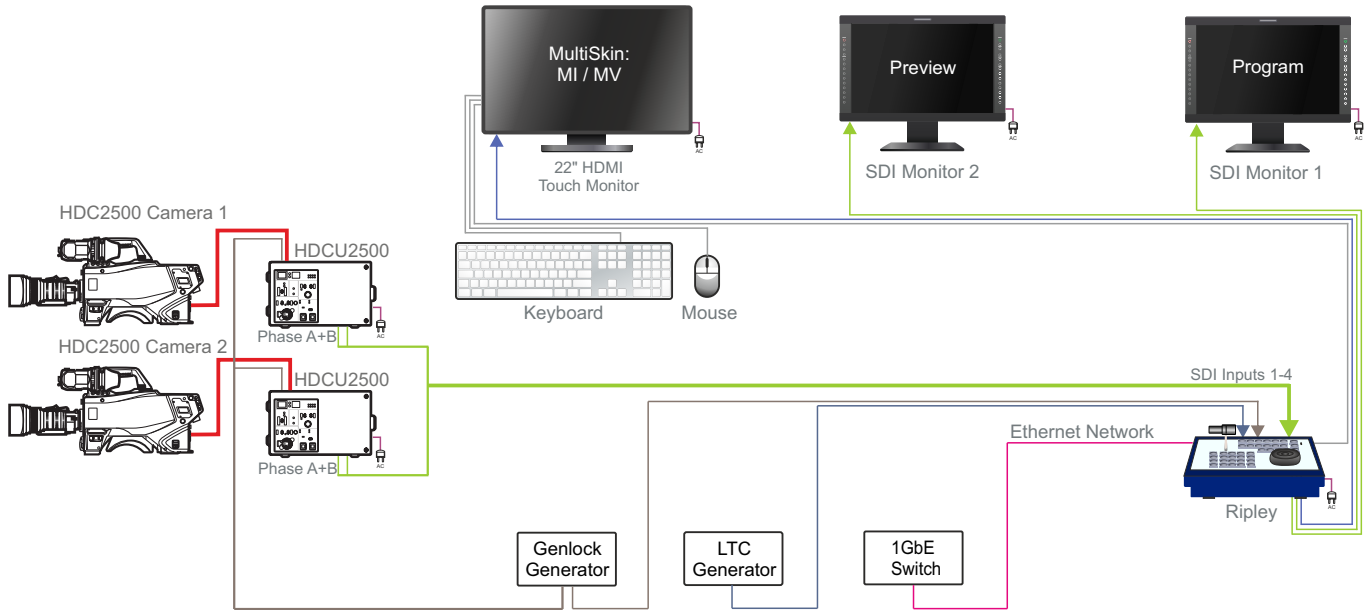 MultiSkin:
MI / MV
Preview
Program
AC
AC
AC
22" HDMI
Touch Monitor
SDI Monitor 2
SDI Monitor 1
HDC2500 Camera 1
HDCU2500
Keyboard
Mouse
AC
Phase A+B
HDC2500 Camera 2
HDCU2500
SDI Inputs 1-4
Ethernet Network
AC
Phase A+B
AC
Ripley
Genlock
Generator
LTC
Generator
1GbE
Switch